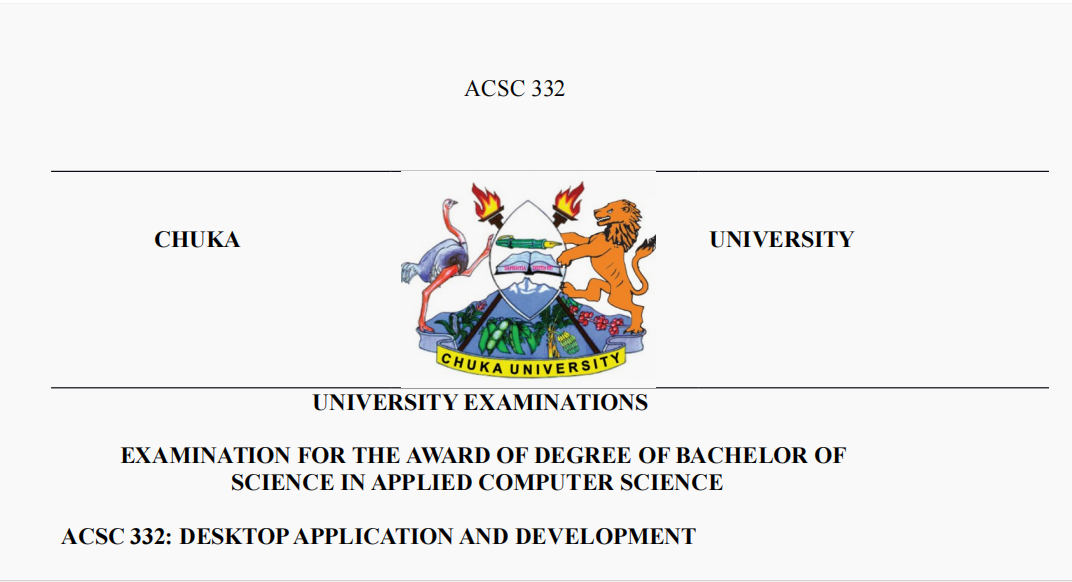 ACSC 332
CHUKA
UNIVERSITY
CHUKA UNIVERSITY
UNIVERSITY EXAMINATIONS
EXAMINATION FOR THE AWARD OF DEGREE OF BACHELOR OF
SCIENCE IN APPLIED COMPUTER SCIENCE
ACSC 332: DESKTOP APPLICATION AND DEVELOPMENT